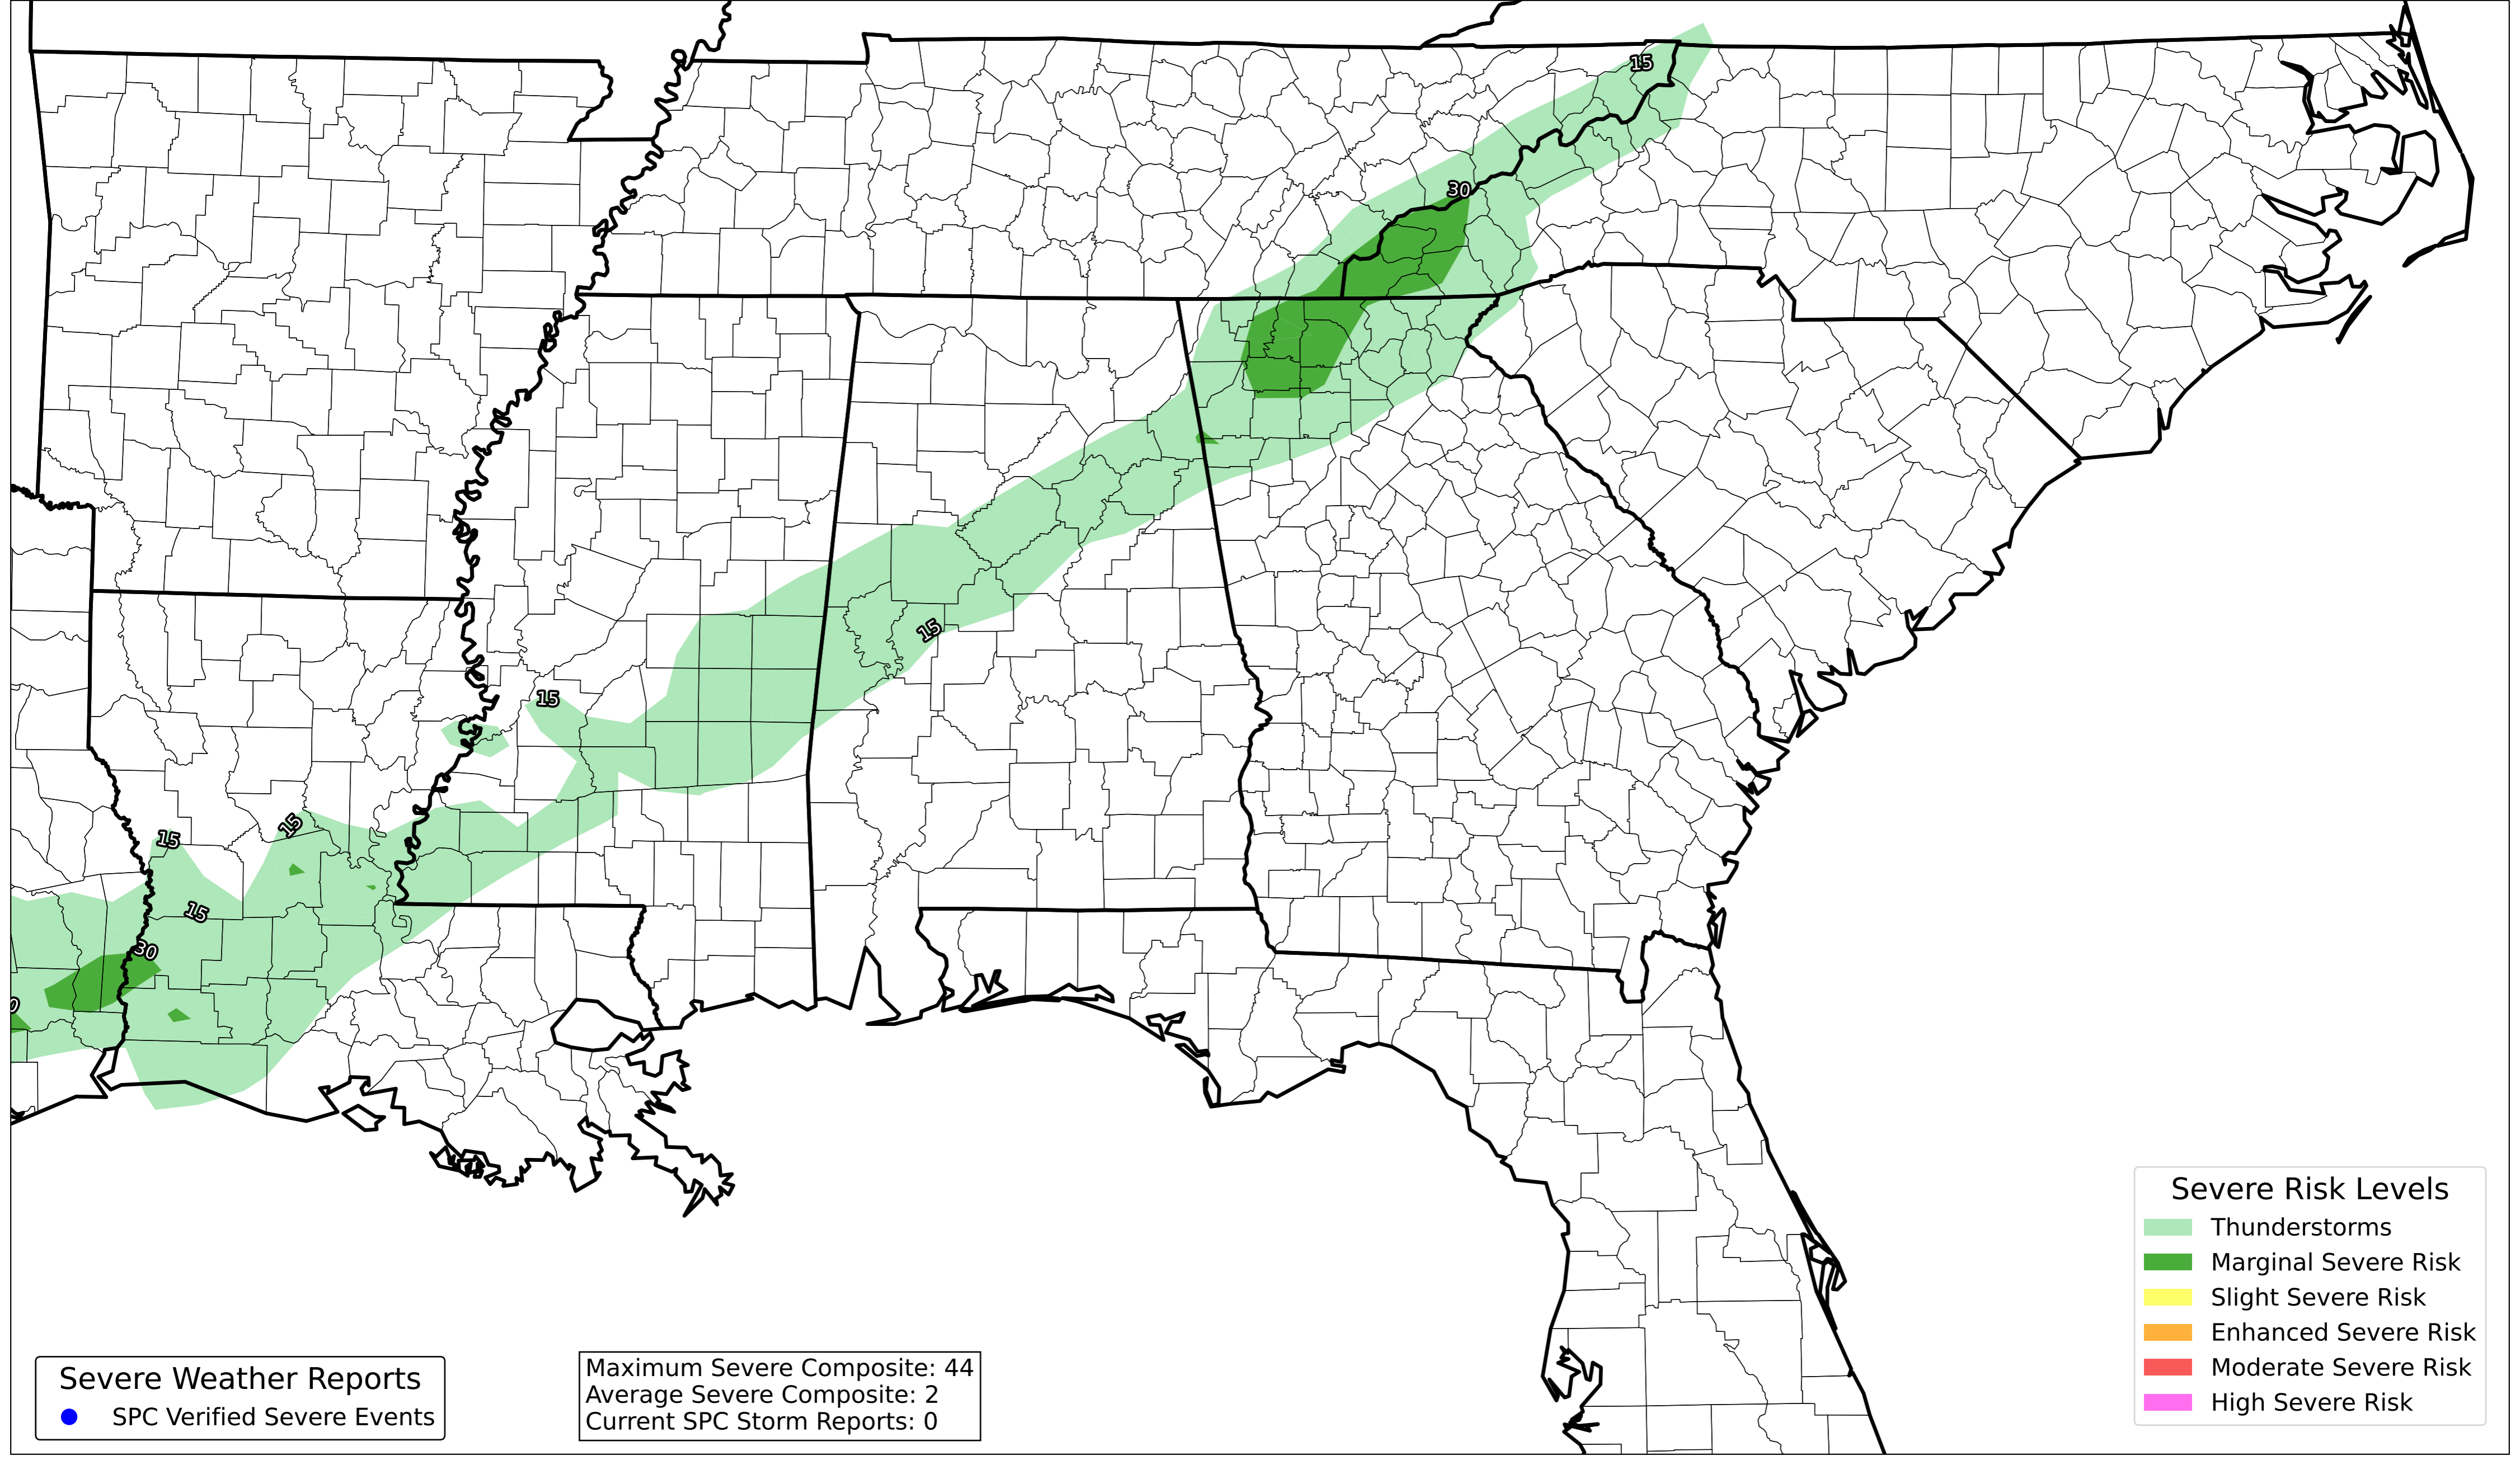 15
30
15
15
15
15
15
30
0
Severe Risk Levels
Thunderstorms
Marginal Severe Risk
Slight Severe Risk
Enhanced Severe Risk
Moderate Severe Risk
High Severe Risk
Severe Weather Reports
SPC Verified Severe Events
Maximum Severe Composite: 44
Average Severe Composite: 2
Current SPC Storm Reports: 0